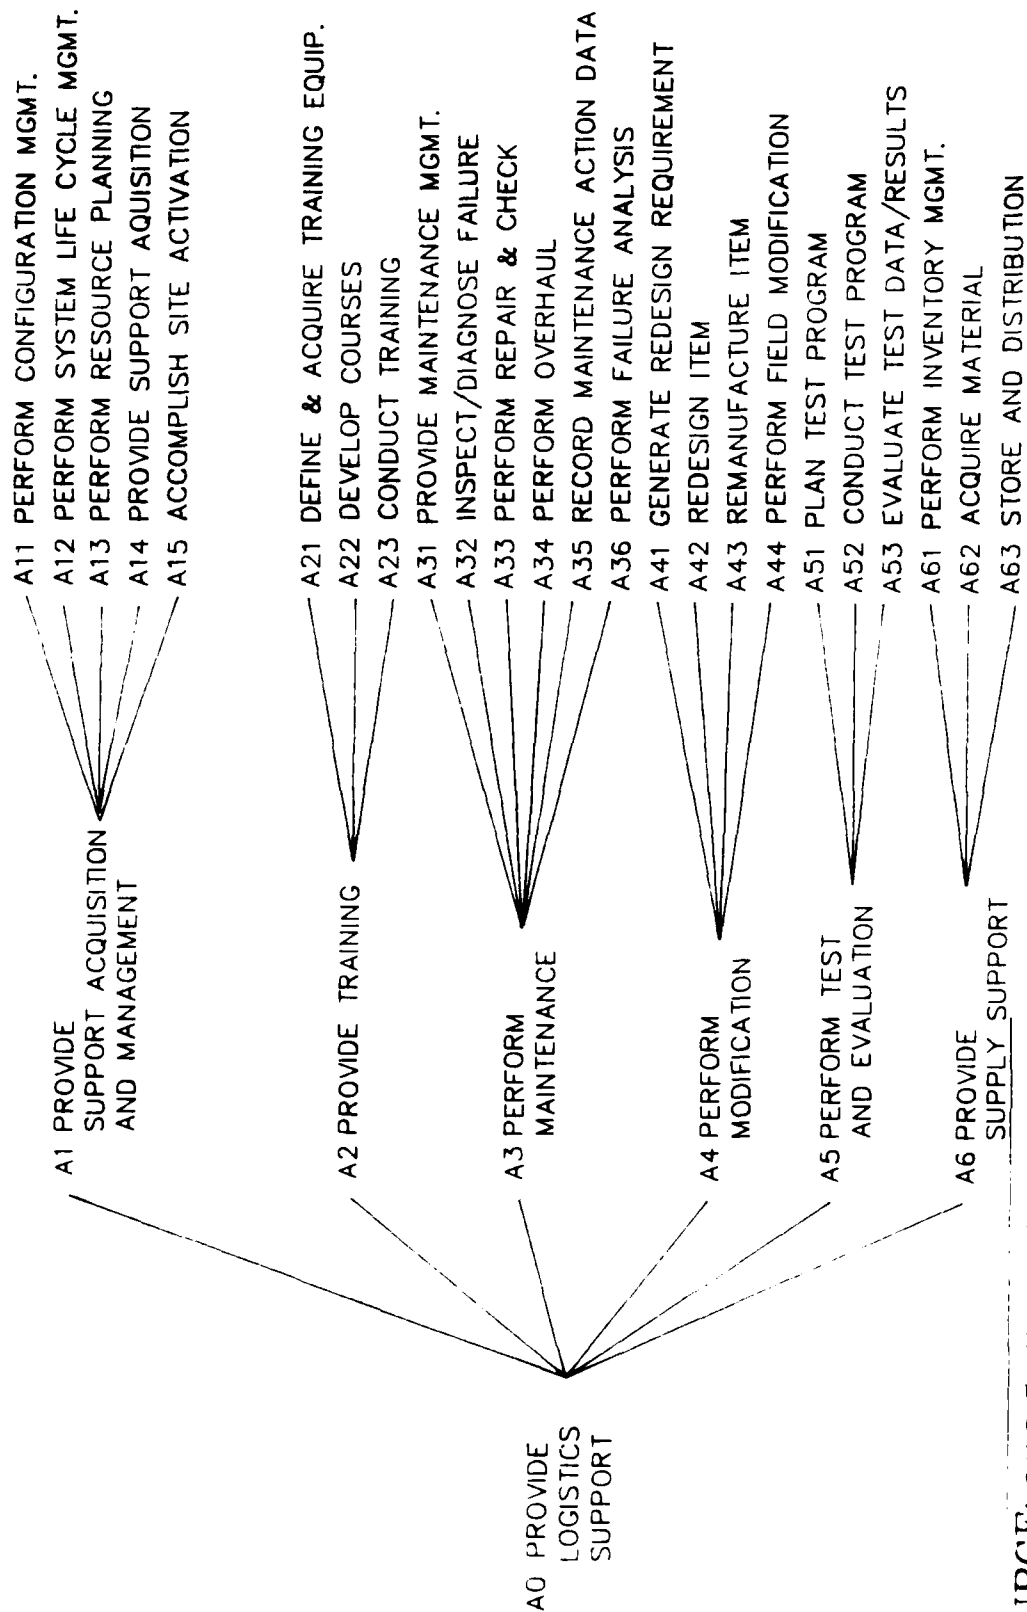 A0 PROVIDE
LOGISTICS
SUPPORT
A1 PROVIDE
SUPPORT ACQUISITION
AND MANAGEMENT
A11 PERFORM CONFIGURATION MGMT.
A12 PERFORM SYSTEM LIFE CYCLE MGMT.
A13 PERFORM RESOURCE PLANNING
A14 PROVIDE SUPPORT AQUISITION
A15 ACCOMPLISH SITE ACTIVATION
A2 PROVIDE TRAINING
A21 DEFINE & ACQUIRE TRAINING EQUIP.
A22 DEVELOP COURSES
A23 CONDUCT TRAINING
A3 PERFORM
MAINTENANCE
A31 PROVIDE MAINTENANCE MGMT.
A32 INSPECT/DIAGNOSE FAILURE
A33 PERFORM REPAIR & CHECK
A34 PERFORM OVERHAUL
A35 RECORD MAINTENANCE ACTION DATA
A36 PERFORM FAILURE ANALYSIS
A4 PERFORM
MODIFICATION
A41 GENERATE REDESIGN REQUIREMENT
A42 REDESIGN ITEM
A43 REMANUFACTURE ITEM
A44 PERFORM FIELD MODIFICATION
A5 PERFORM TEST
AND EVALUATION
A51 PLAN TEST PROGRAM
A52 CONDUCT TEST PROGRAM
A53 EVALUATE TEST DATA/RESULTS
A6 PROVIDE
SUPPLY SUPPORT
A61 PERFORM INVENTORY MGMT.
A62 ACQUIRE MATERIAL
A63 STORE AND DISTRIBUTION